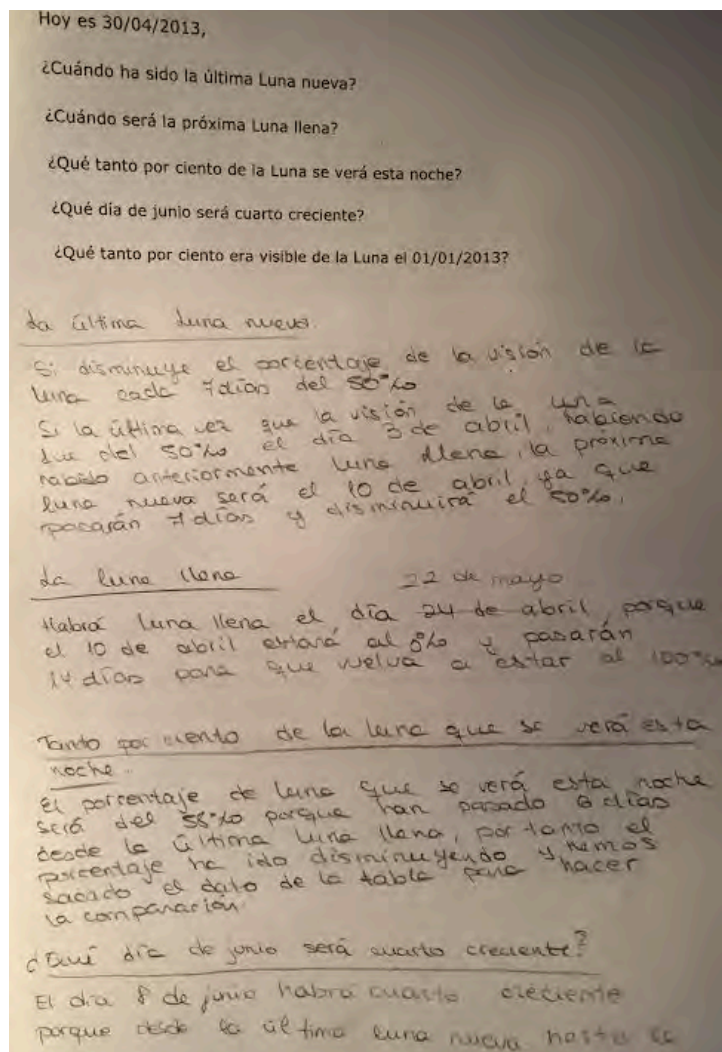 Hoy es 30/04/2013,
¿Cuándo ha sido la última Luna nueva?
¿Cuándo será la próxima Luna llena?
¿Qué tanto por ciento de la Luna se verá esta noche?
¿Qué día de junio será cuarto creciente?
¿Qué tanto por ciento era visible de la Luna el 01/01/2013?
La última luna nueva.
Si disminuye el porcentaje de la visión de la
luna cada 7 días del 50%
Si la última vez que la visión de la luna
fue del 50% el día 3 de abril, habiendo
habido anteriormente luna llena, la próxima
luna nueva será el 10 de abril, ya que
pasarán 7 días y disminuirá el 50%.
La luna llena 22 de mayo
Habrá luna llena el día 24 de abril, porque
el 10 de abril estará al 0% y pasarán
14 días para que vuelva a estar al 100%
Tanto por ciento de la luna que se verá esta
noche.
El porcentaje de luna que se verá esta noche
será del 55% porque han pasado 6 días
desde la última luna llena, por tanto el
porcentaje ha ido disminuyendo y hemos
sacado el dato de la tabla para hacer
la comparación.
¿Qué día de junio será cuarto creciente?
El día 8 de junio habrá cuarto creciente
porque desde la última luna nueva hasta